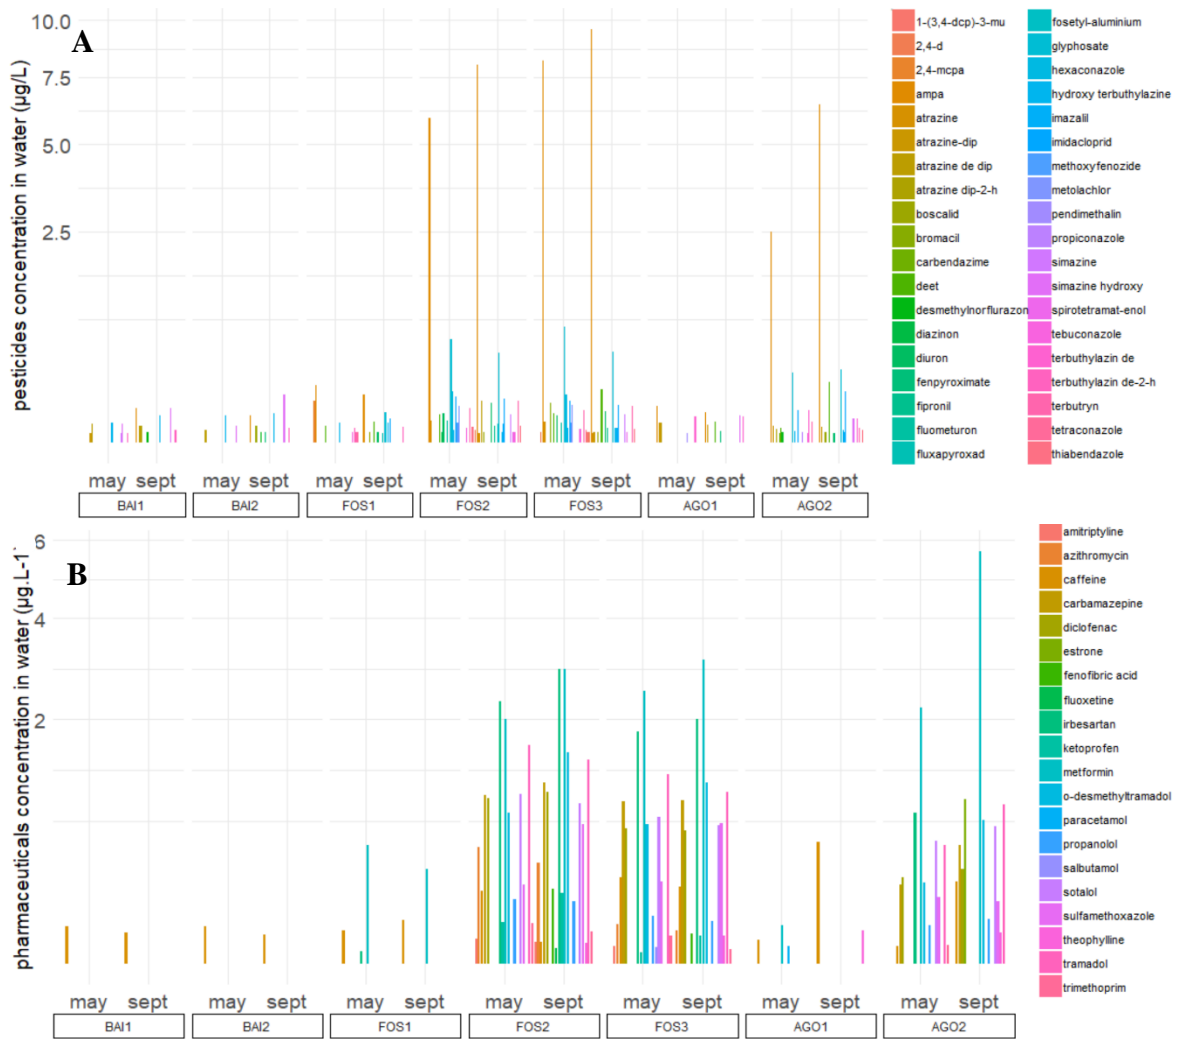 A
pesticides concentration in water (µg/L)
10.0
7.5
5.0
2.5
may sept may sept may sept may sept may sept may sept may sept
BAI1 BAI2 FOS1 FOS2 FOS3 AGO1 AGO2
1-(3,4-dcp)-3-mu
2,4-d
2,4-mcpa
ampa
atrazine
atrazine-dip
atrazine de dip
atrazine dip-2-h
boscalid
bromacil
carbendazime
deet
desmethylnorflurazon
diazinon
diuron
fenpyroximate
fipronil
fluometuron
fluxapyroxad
fosetyl-aluminium
glyphosate
hexaconazole
hydroxy terbuthylazine
imazalil
imidacloprid
methoxyfenozide
metolachlor
pendimethalin
propiconazole
simazine
simazine hydroxy
spirotetramat-enol
tebuconazole
terbuthylazin de
terbuthylazin de-2-h
terbutryn
tetraconazole
thiabendazole
B
pharmaceuticals concentration in water (µg.L-1
6
4
2
may sept may sept may sept may sept may sept may sept may sept
BAI1 BAI2 FOS1 FOS2 FOS3 AGO1 AGO2
amitriptyline
azithromycin
caffeine
carbamazepine
diclofenac
estrone
fenofibric acid
fluoxetine
irbesartan
ketoprofen
metformin
o-desmethyltramadol
paracetamol
propanolol
salbutamol
sotalol
sulfamethoxazole
theophylline
tramadol
trimethoprim